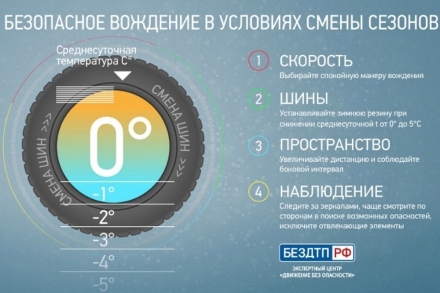 БЕЗОПАСНОЕ ВОЖДЕНИЕ В УСЛОВИЯХ СМЕНЫ СЕЗОНОВ
Среднесуточная
температура C°
СМЕНА ШИН >>>
СМЕНА ШИН >>>
0°
-1°
-2°
-3°
-4°
-5°
1 СКОРОСТЬ
Выбирайте спокойную манеру вождения
2 ШИНЫ
Устанавливайте зимнюю резину при
снижении среднесуточной t от 0° до 5°С
3 ПРОСТРАНСТВО
Увеличивайте дистанцию и соблюдайте
боковой интервал.
4 НАБЛЮДЕНИЕ
Следите за зеркалами, чаще смотрите по
сторонам в поиске возможных опасностей,
исключите отвлекающие элементы
БЕЗДТП РФ
ЭКСПЕРТНЫЙ ЦЕНТР
«ДВИЖЕНИЕ БЕЗ ОПАСНОСТИ»